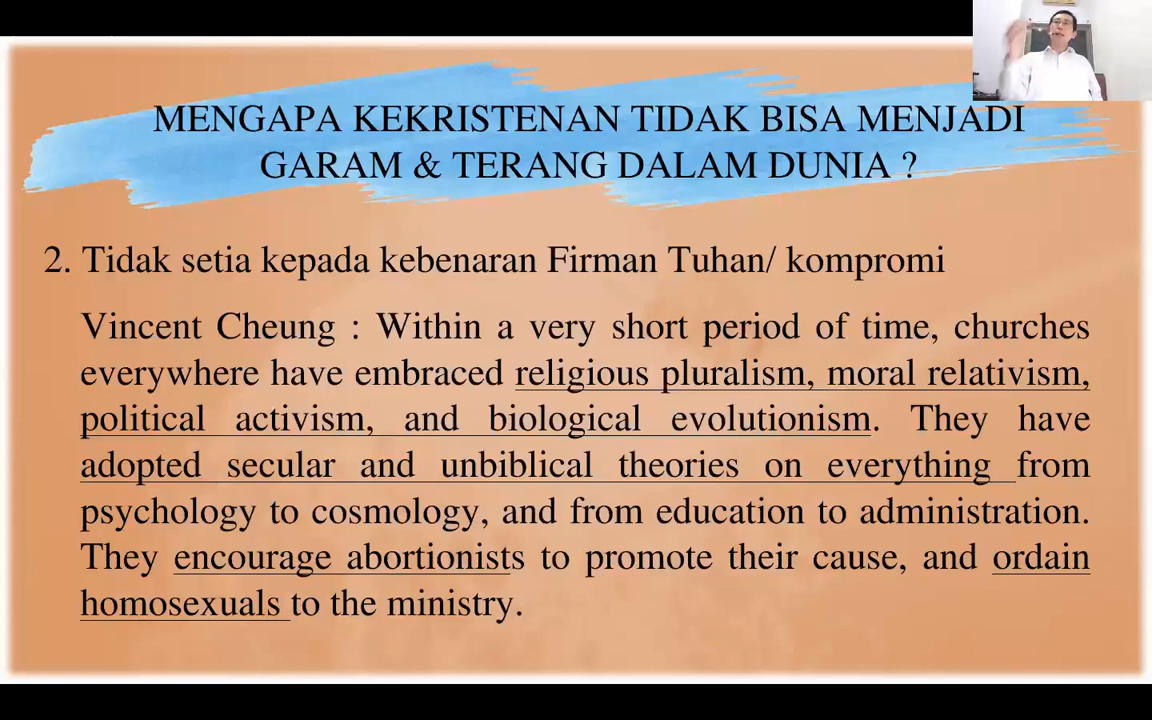 MENGAPA KEKRISTENAN TIDAK BISA MENJADI
GARAM & TERANG DALAM DUNIA ?
2. Tidak setia kepada kebenaran Firman Tuhan/ kompromi
Vincent Cheung : Within a very short period of time, churches
everywhere have embraced religious pluralism, moral relativism,
political activism, and biological evolutionism. They have
adopted secular and unbiblical theories on everything from
psychology to cosmology, and from education to administration.
They encourage abortionists to promote their cause, and ordain
homosexuals to the ministry.